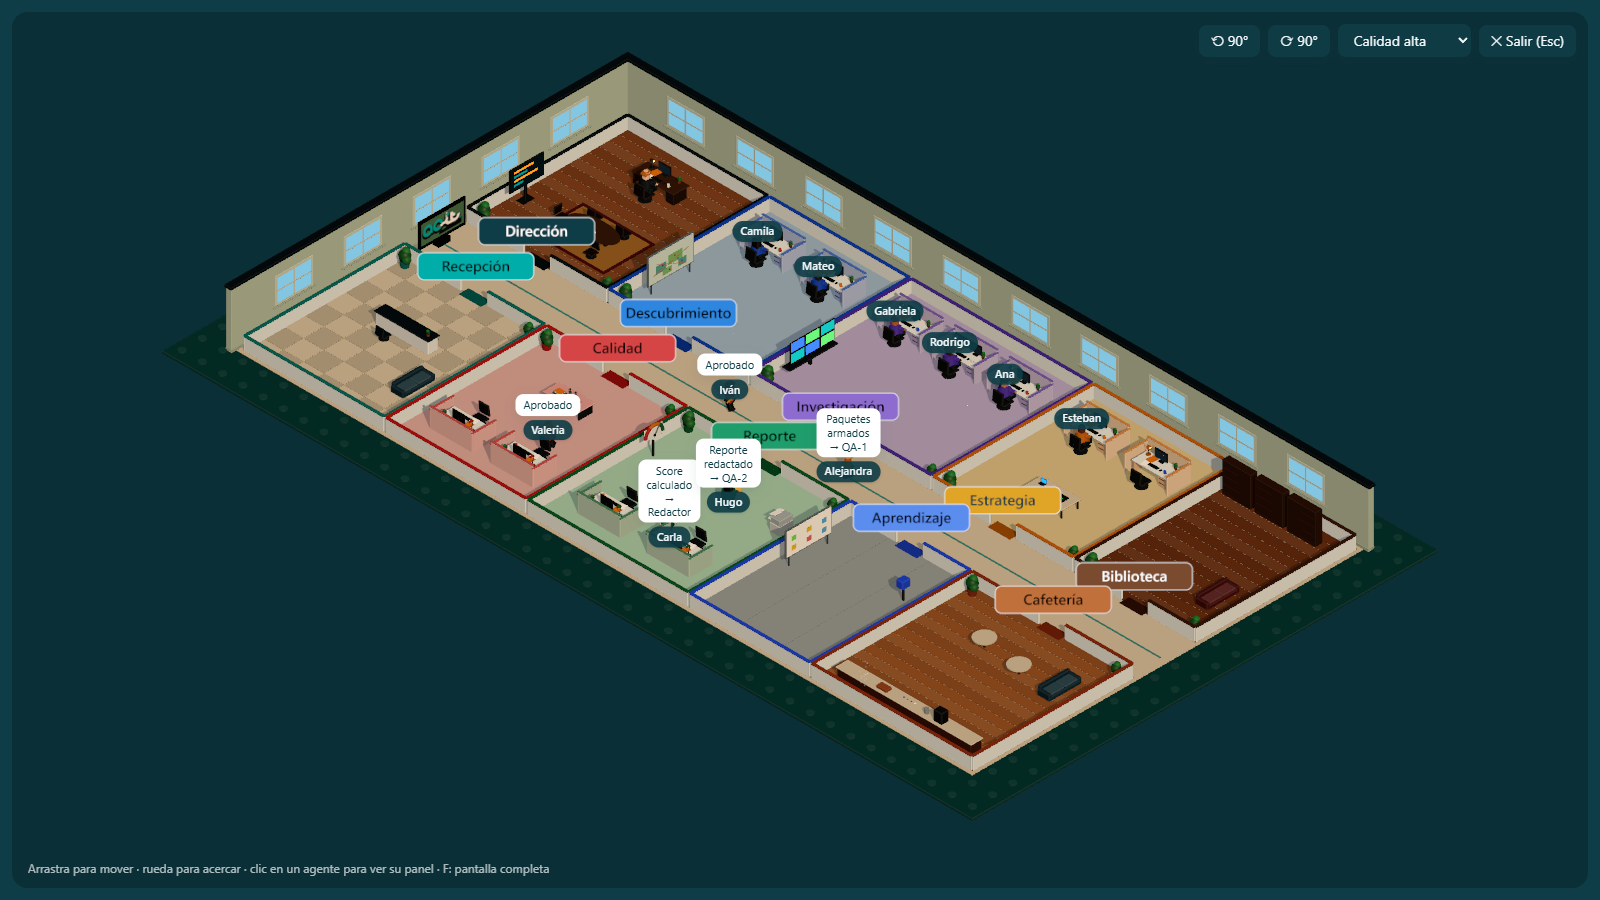 90°
90°
Calidad alta
Salir (Esc)
Dirección
Recepción
Camila
Mateo
Descubrimiento
Gabriela
Rodrigo
Ana
Calidad
Aprobado
Iván
Investigación
Aprobado
Valeria
Reporte
Paquetes
armados
→ QA-1
Alejandra
Esteban
Reporte
redactado
→ QA-2
Hugo
Score
calculado
→
Redactor
Carla
Estrategia
Aprendizaje
Biblioteca
Cafetería
Arrastra para mover · rueda para acercar · clic en un agente para ver su panel · F: pantalla completa